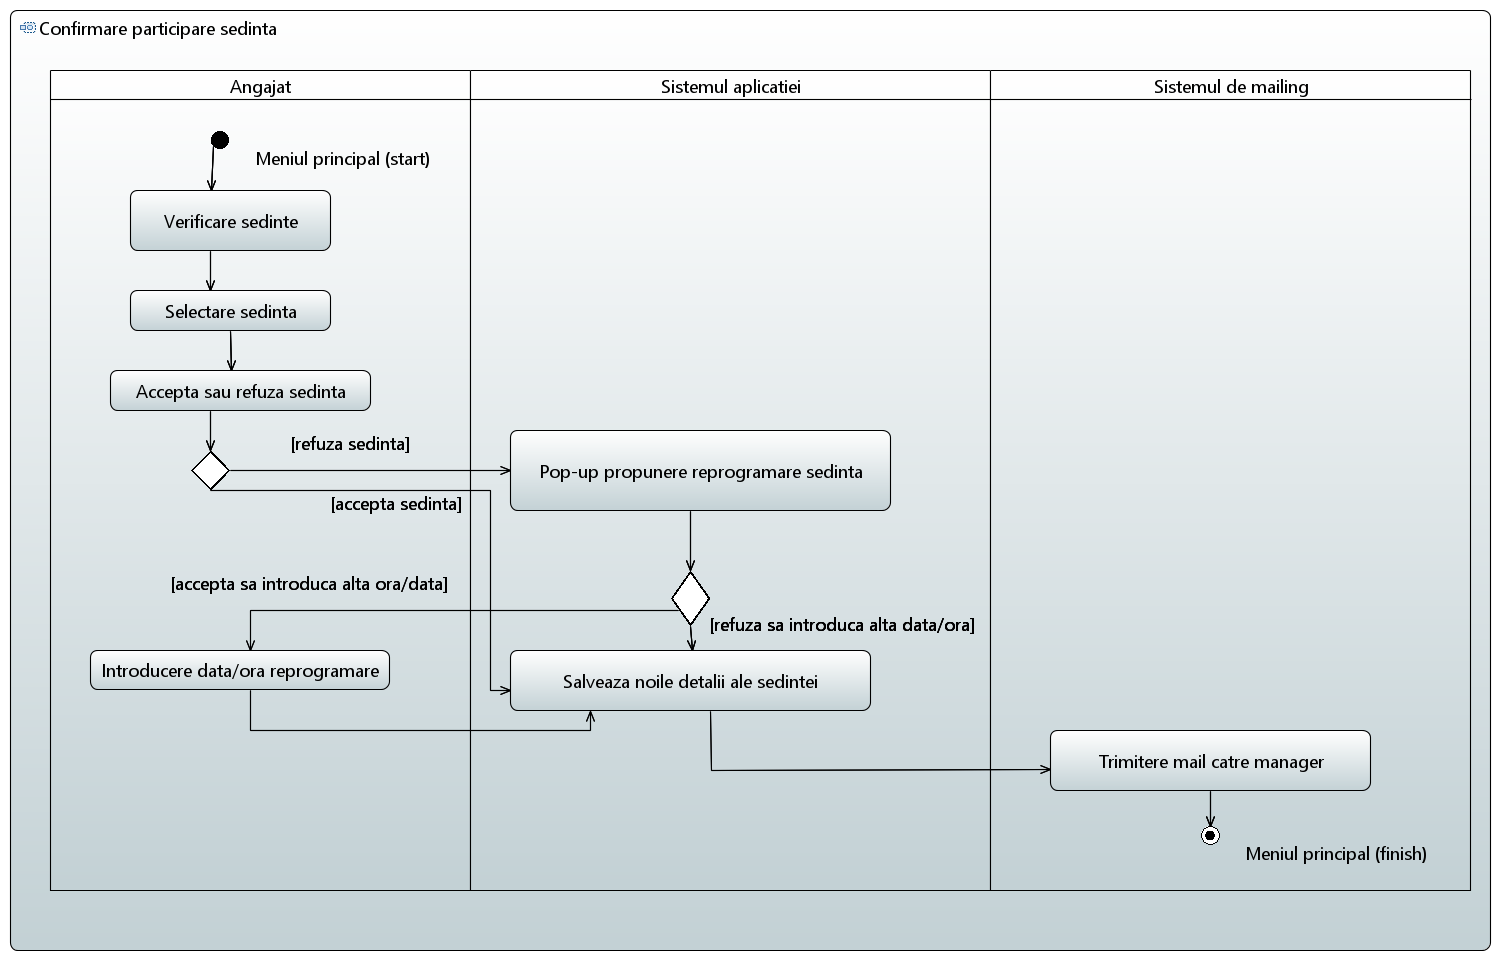 Confirmare participare sedinta
Angajat
Sistemul aplicatiei
Sistemul de mailing
Meniul principal (start)
Verificare sedinte
Selectare sedinta
Accepta sau refuza sedinta
[refuza sedinta]
Pop-up propunere reprogramare sedinta
[accepta sedinta]
[accepta sa introduca alta ora/data]
[refuza sa introduca alta data/ora]
Introducere data/ora reprogramare
Salveaza noile detalii ale sedintei
Trimitere mail catre manager
Meniul principal (finish)